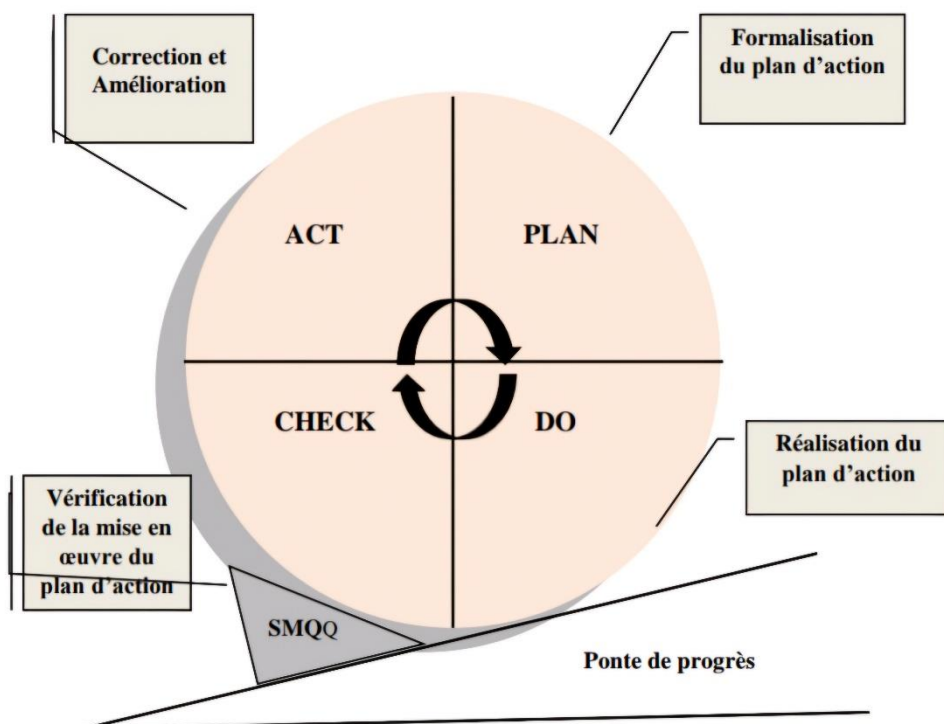 Correction et
Amélioration
Formalisation
du plan d’action
ACT
PLAN
CHECK
DO
Réalisation du
plan d’action
Vérification
de la mise en
œuvre du
plan d’action
SMQQ
Ponte de progrès